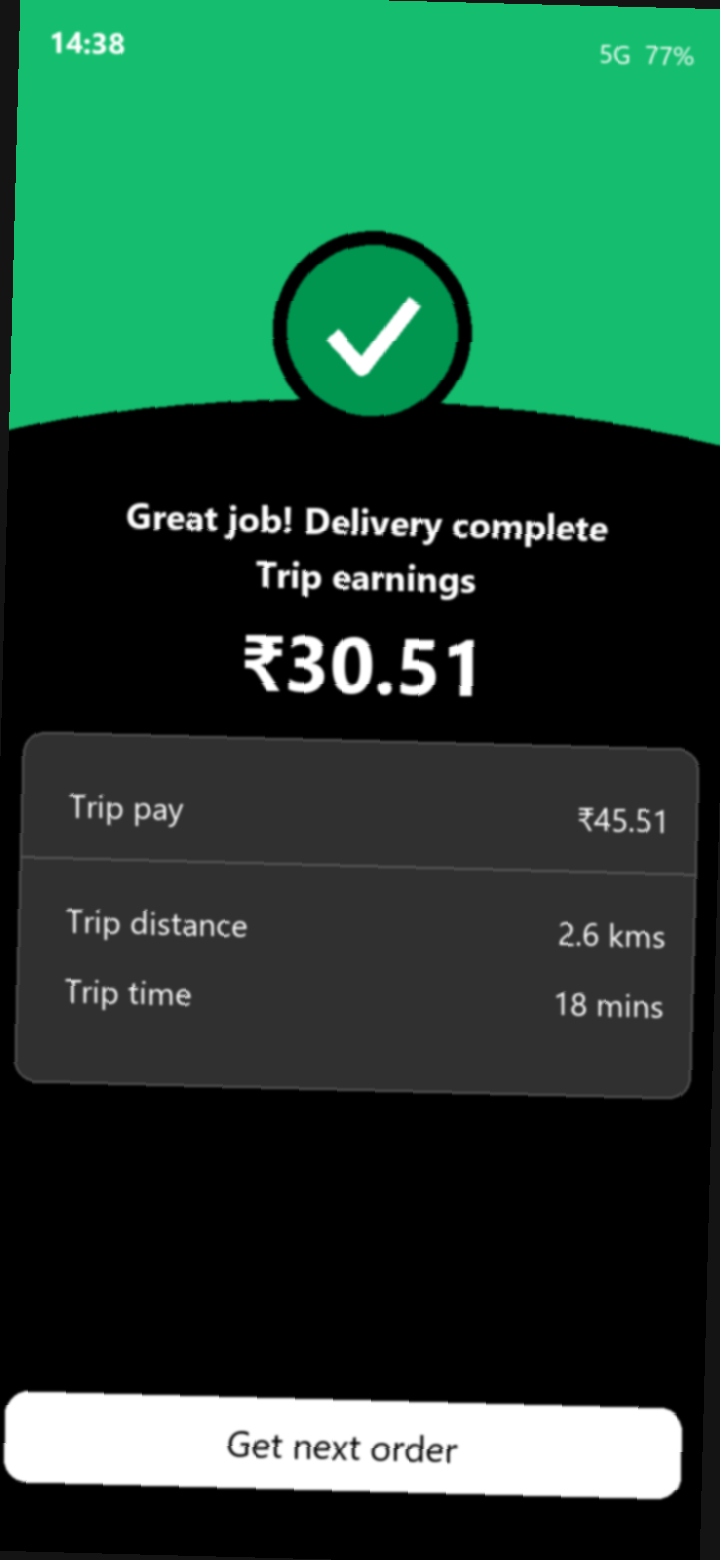 14:38
5G 77%
Great job! Delivery complete
Trip earnings
₹30.51
Trip pay ₹45.51
Trip distance 2.6 kms
Trip time 18 mins
Get next order